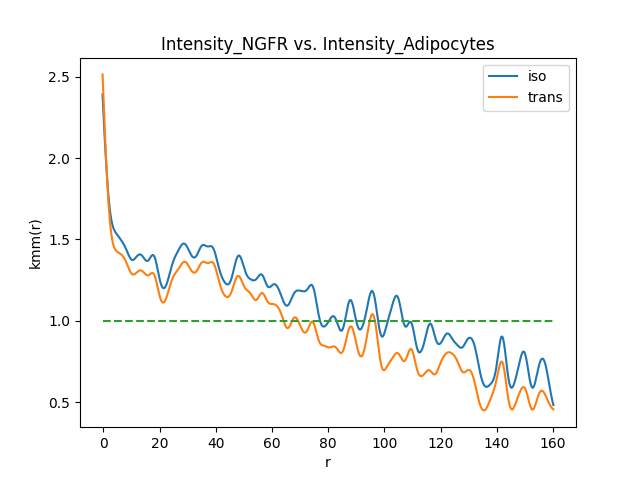 Intensity_NGFR vs. Intensity_Adipocytes
iso
trans
kmm(r)
2.5
2.0
1.5
1.0
0.5
0 20 40 60 80 100 120 140 160
r